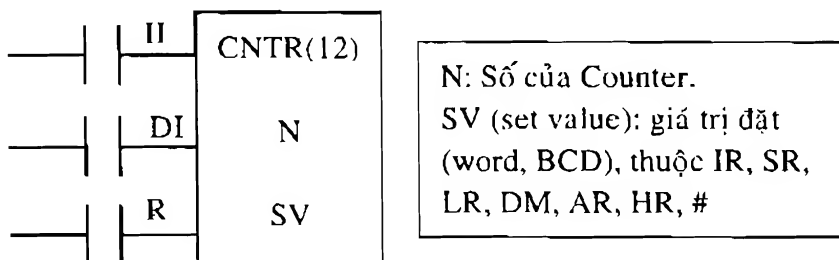 II
CNTR(12)
DI
N
R
SV
N: Số của Counter.
SV (set value): giá trị đặt
(word, BCD), thuộc IR, SR,
LR, DM, AR, HR, #